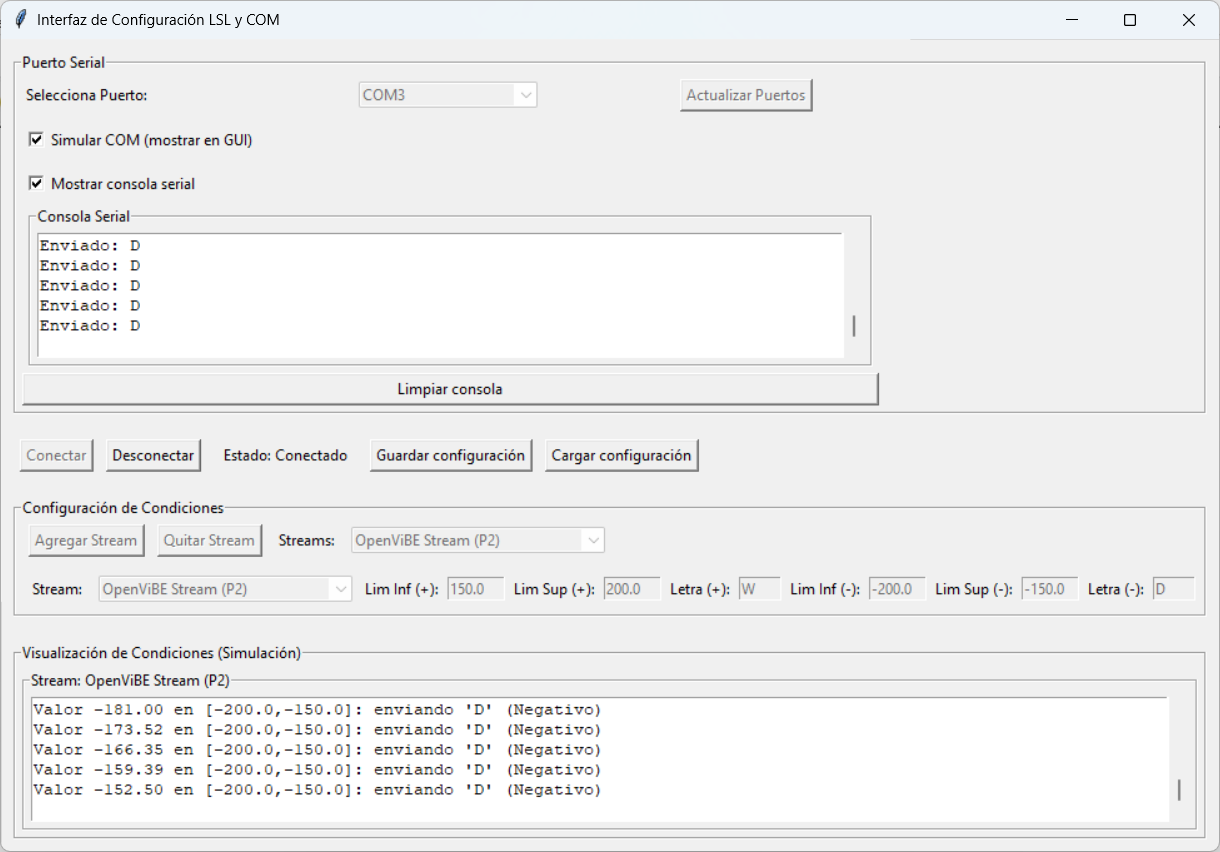 Interfaz de Configuración LSL y COM
Puerto Serial
Selecciona Puerto: COM3 Actualizar Puertos
Simular COM (mostrar en GUI)
Mostrar consola serial
Consola Serial
Enviado: D
Enviado: D
Enviado: D
Enviado: D
Enviado: D
Limpiar consola
Conectar Desconectar Estado: Conectado Guardar configuración Cargar configuración
Configuración de Condiciones
Agregar Stream Quitar Stream Streams: OpenViBE Stream (P2)
Stream: OpenViBE Stream (P2) Lim Inf (+): 150.0 Lim Sup (+): 200.0 Letra (+): W Lim Inf (-): -200.0 Lim Sup (-): -150.0 Letra (-): D
Visualización de Condiciones (Simulación)
Stream: OpenViBE Stream (P2)
Valor -181.00 en [-200.0,-150.0]: enviando 'D' (Negativo)
Valor -173.52 en [-200.0,-150.0]: enviando 'D' (Negativo)
Valor -166.35 en [-200.0,-150.0]: enviando 'D' (Negativo)
Valor -159.39 en [-200.0,-150.0]: enviando 'D' (Negativo)
Valor -152.50 en [-200.0,-150.0]: enviando 'D' (Negativo)